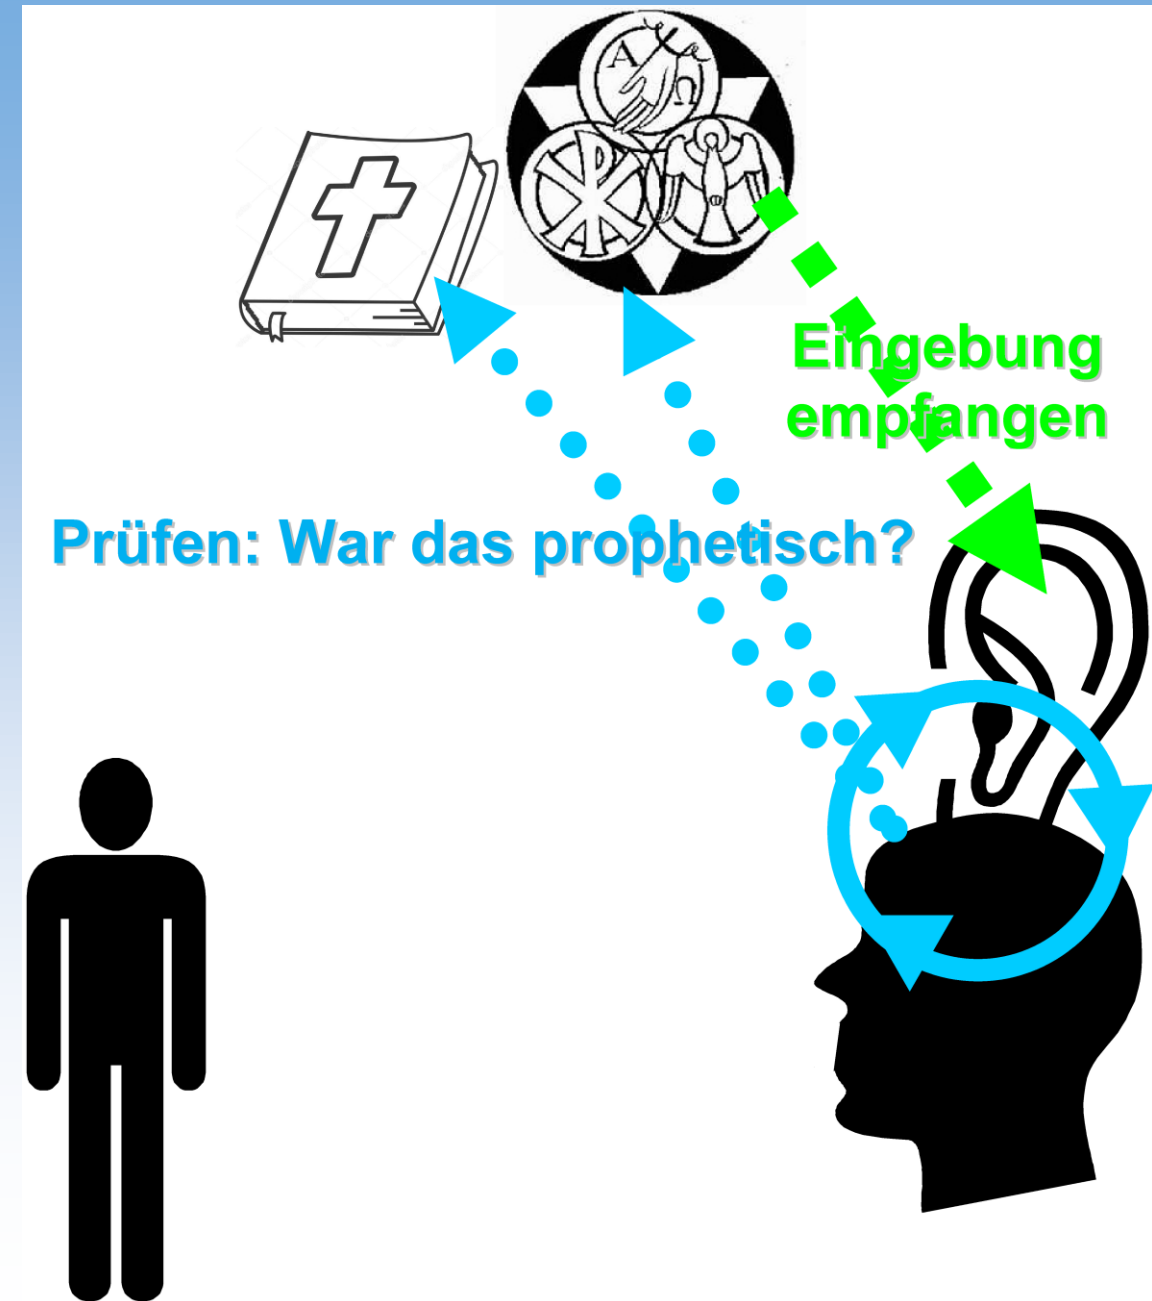 Α
Ω
Eingebung
empfangen
Prüfen: War das prophetisch?